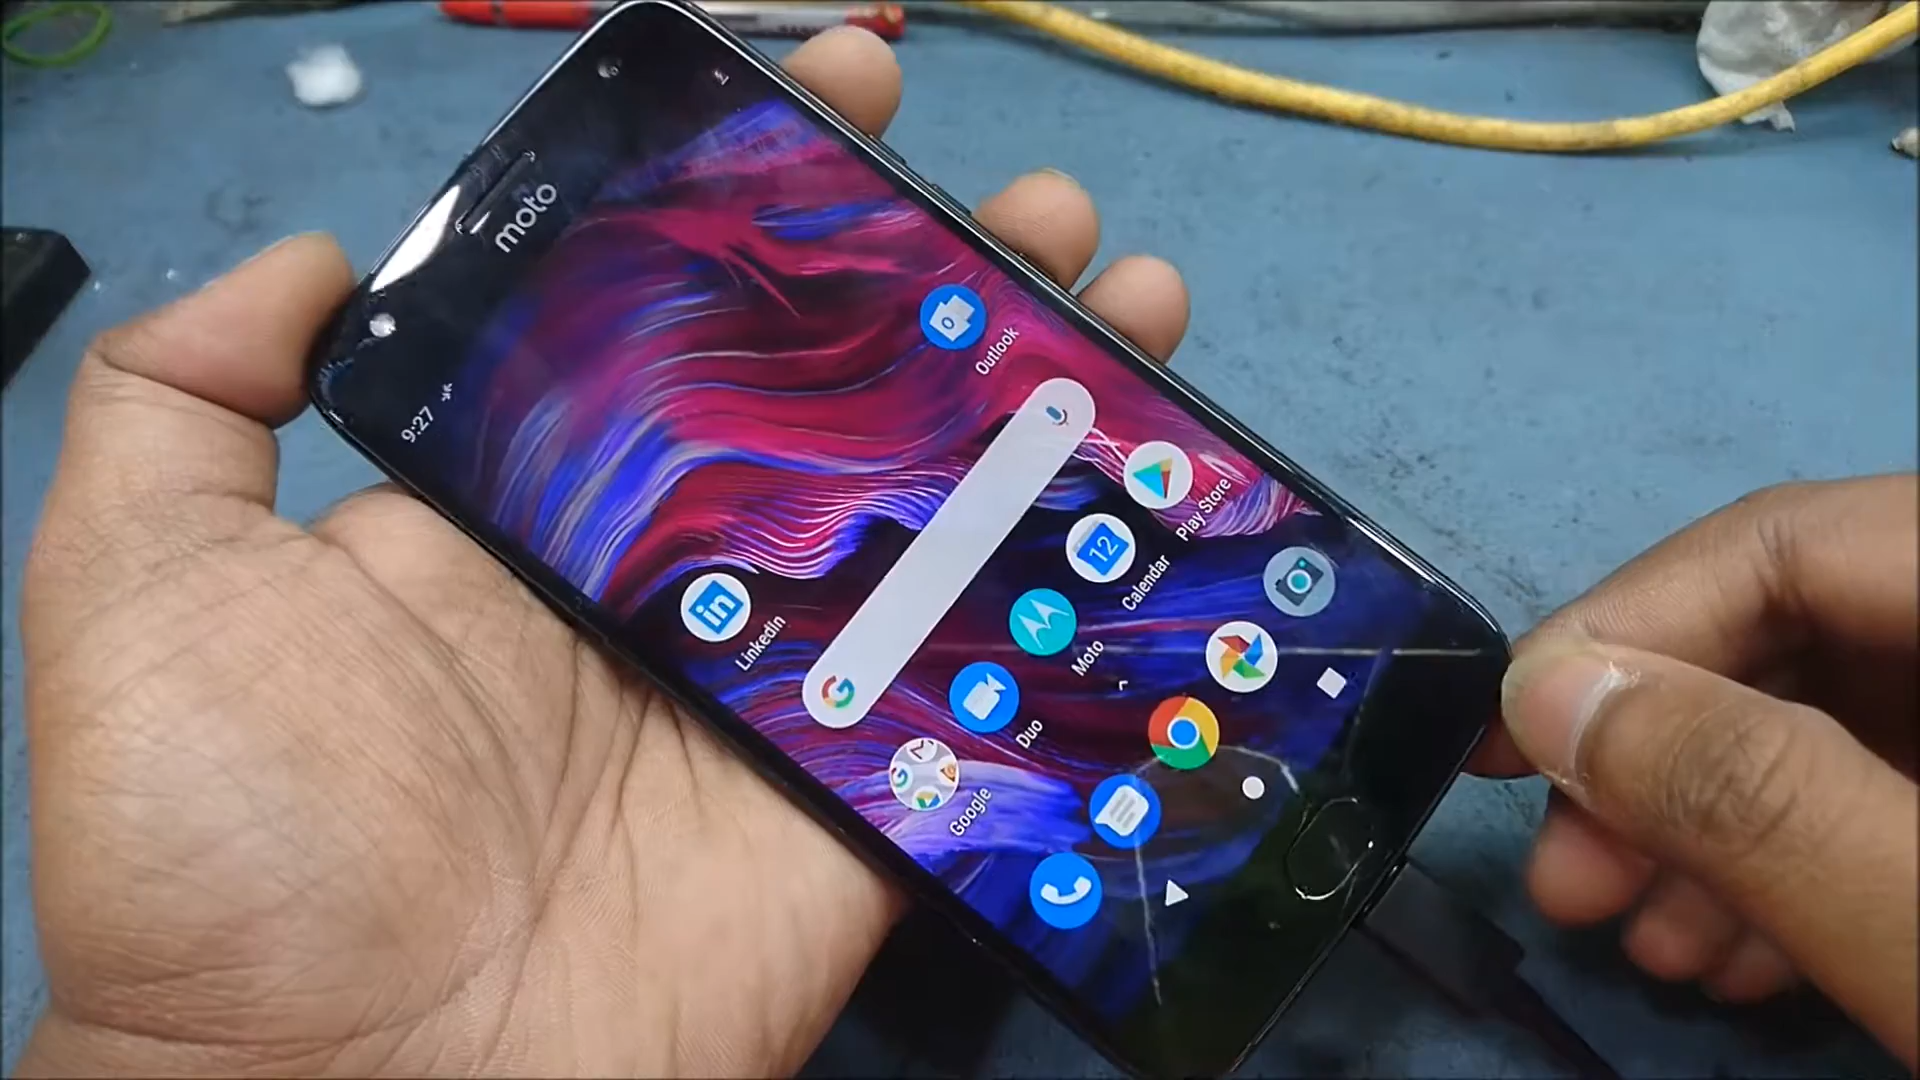 moto
9:27
Outlook
LinkedIn
G
Play Store
12
Calendar
Moto
Duo
Google